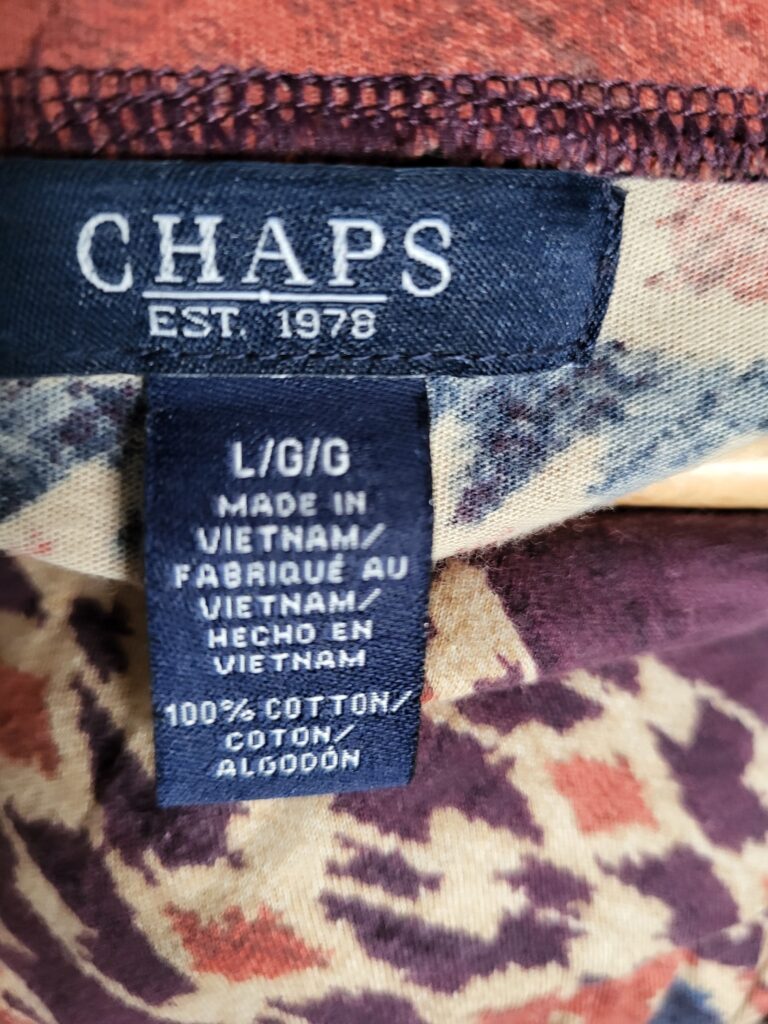 CHAPS
EST. 1978
L/G/G
MADE IN
VIETNAM/
FABRIQUÉ AU
VIETNAM/
HECHO EN
VIETNAM
100% COTTON/
COTON/
ALGODÓN